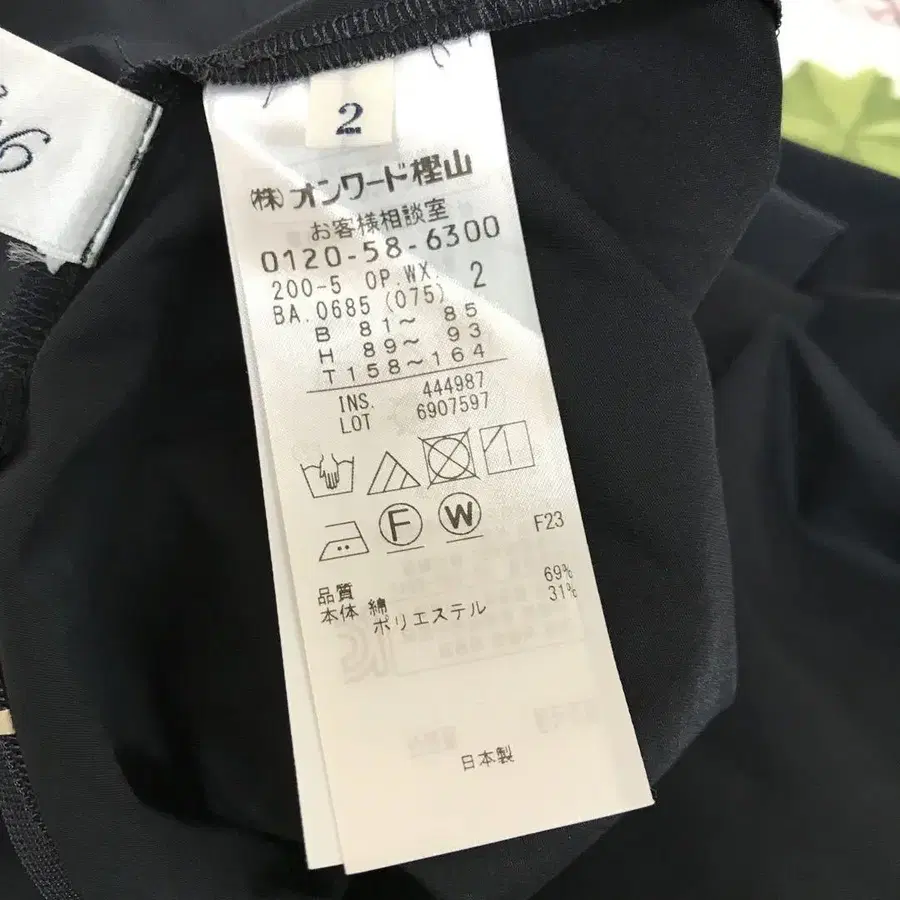 2
(株)オンワード樫山
お客様相談室
0120-58-6300
200-5 OP.WX. 2
BA.0685 (075)
B 81~ 85
H 89~ 93
T158~164
INS. 444987
LOT 6907597
F
W
F23
品質
本体 綿 69%
ポリエステル 31%
日本製